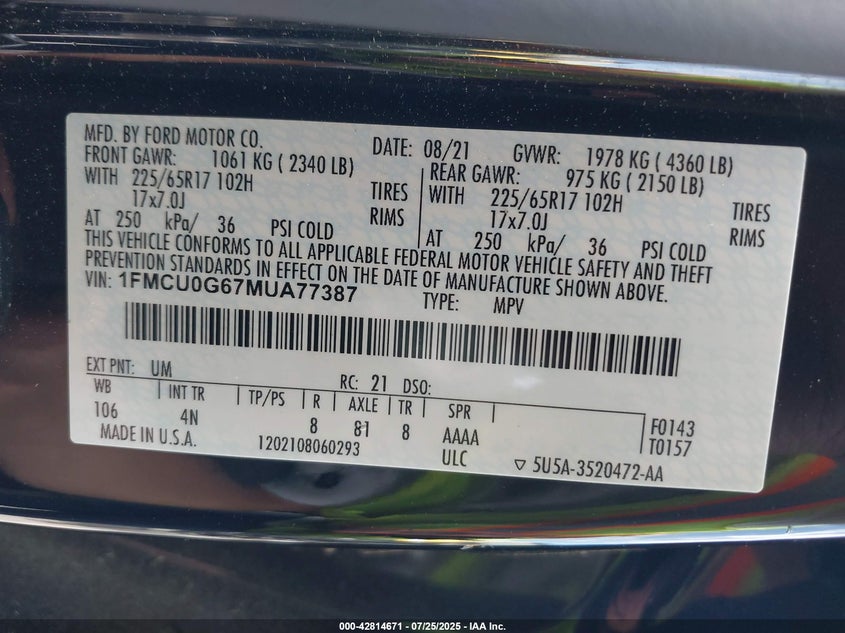 MFD. BY FORD MOTOR CO. DATE: 08/21 GVWR: 1978 KG ( 4360 LB)
FRONT GAWR: 1061 KG ( 2340 LB) REAR GAWR: 975 KG ( 2150 LB)
WITH 225/65R17 102H TIRES WITH 225/65R17 102H TIRES
17x7.0J RIMS 17x7.0J RIMS
AT 250 kPa/ 36 PSI COLD AT 250 kPa/ 36 PSI COLD
THIS VEHICLE CONFORMS TO ALL APPLICABLE FEDERAL MOTOR VEHICLE SAFETY AND THEFT
PREVENTION STANDARDS IN EFFECT ON THE DATE OF MANUFACTURE SHOWN ABOVE.
VIN: 1FMCU0G67MUA77387 TYPE: MPV
EXT PNT: UM RC: 21 DSO:
WB INT TR TP/PS R AXLE TR SPR
106 4N 8 81 8 AAAA F0143
ULC T0157
MADE IN U.S.A. 1202108060293 ▽ 5U5A-3520472-AA
000-42814671 - 07/25/2025 - IAA Inc.